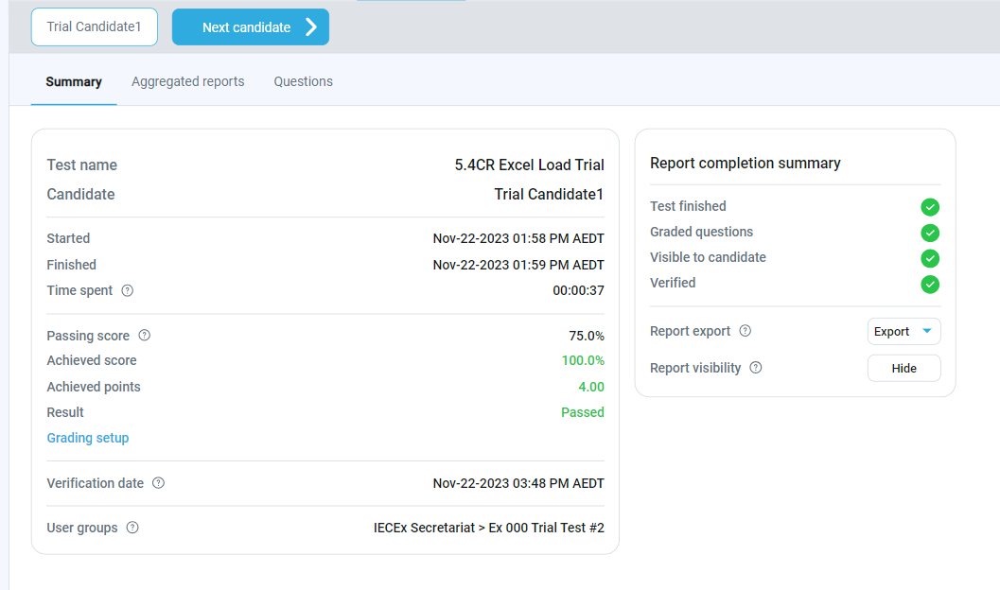 Trial Candidate1
Next candidate
Summary Aggregated reports Questions
Test name 5.4CR Excel Load Trial
Candidate Trial Candidate1
Started Nov-22-2023 01:58 PM AEDT
Finished Nov-22-2023 01:59 PM AEDT
Time spent ? 00:00:37
Passing score ? 75.0%
Achieved score 100.0%
Achieved points 4.00
Result Passed
Grading setup
Verification date ? Nov-22-2023 03:48 PM AEDT
User groups ? IECEx Secretariat > Ex 000 Trial Test #2
Report completion summary
Test finished
Graded questions
Visible to candidate
Verified
Report export ? Export
Report visibility ? Hide